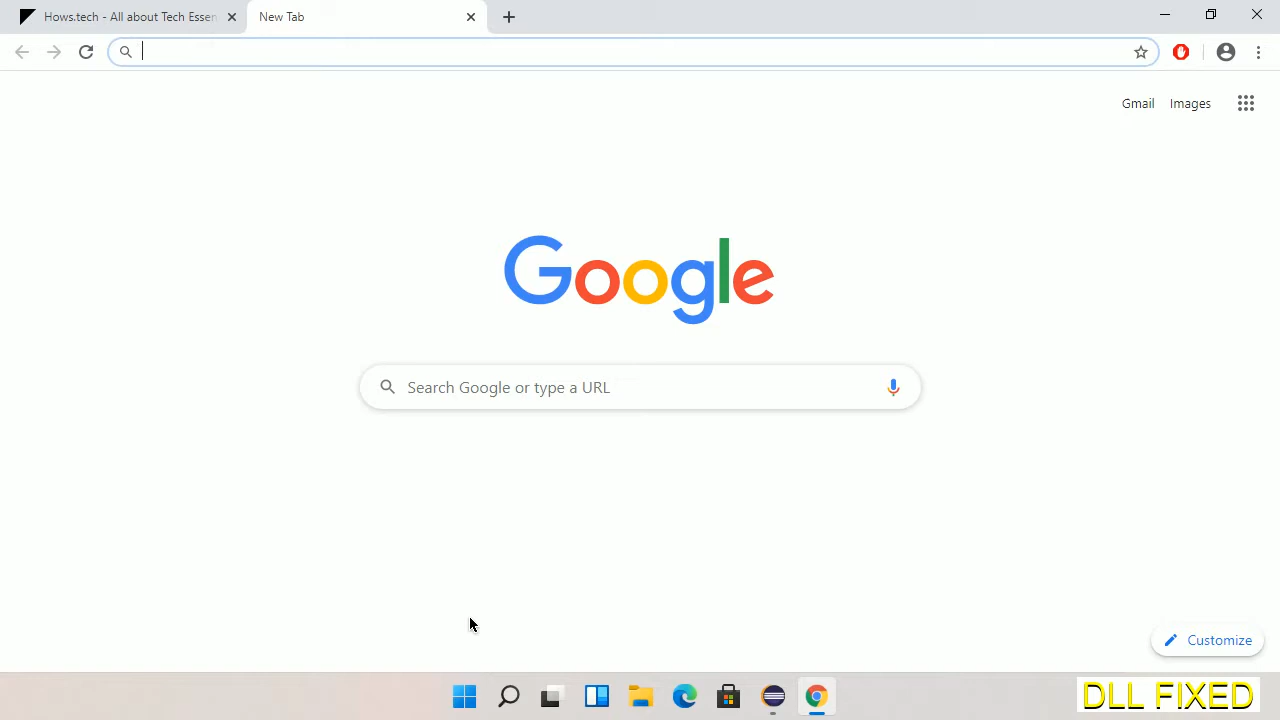 Hows.tech - All about Tech Essen
New Tab
Gmail
Images
Google
Search Google or type a URL
Customize
DLL FIXED